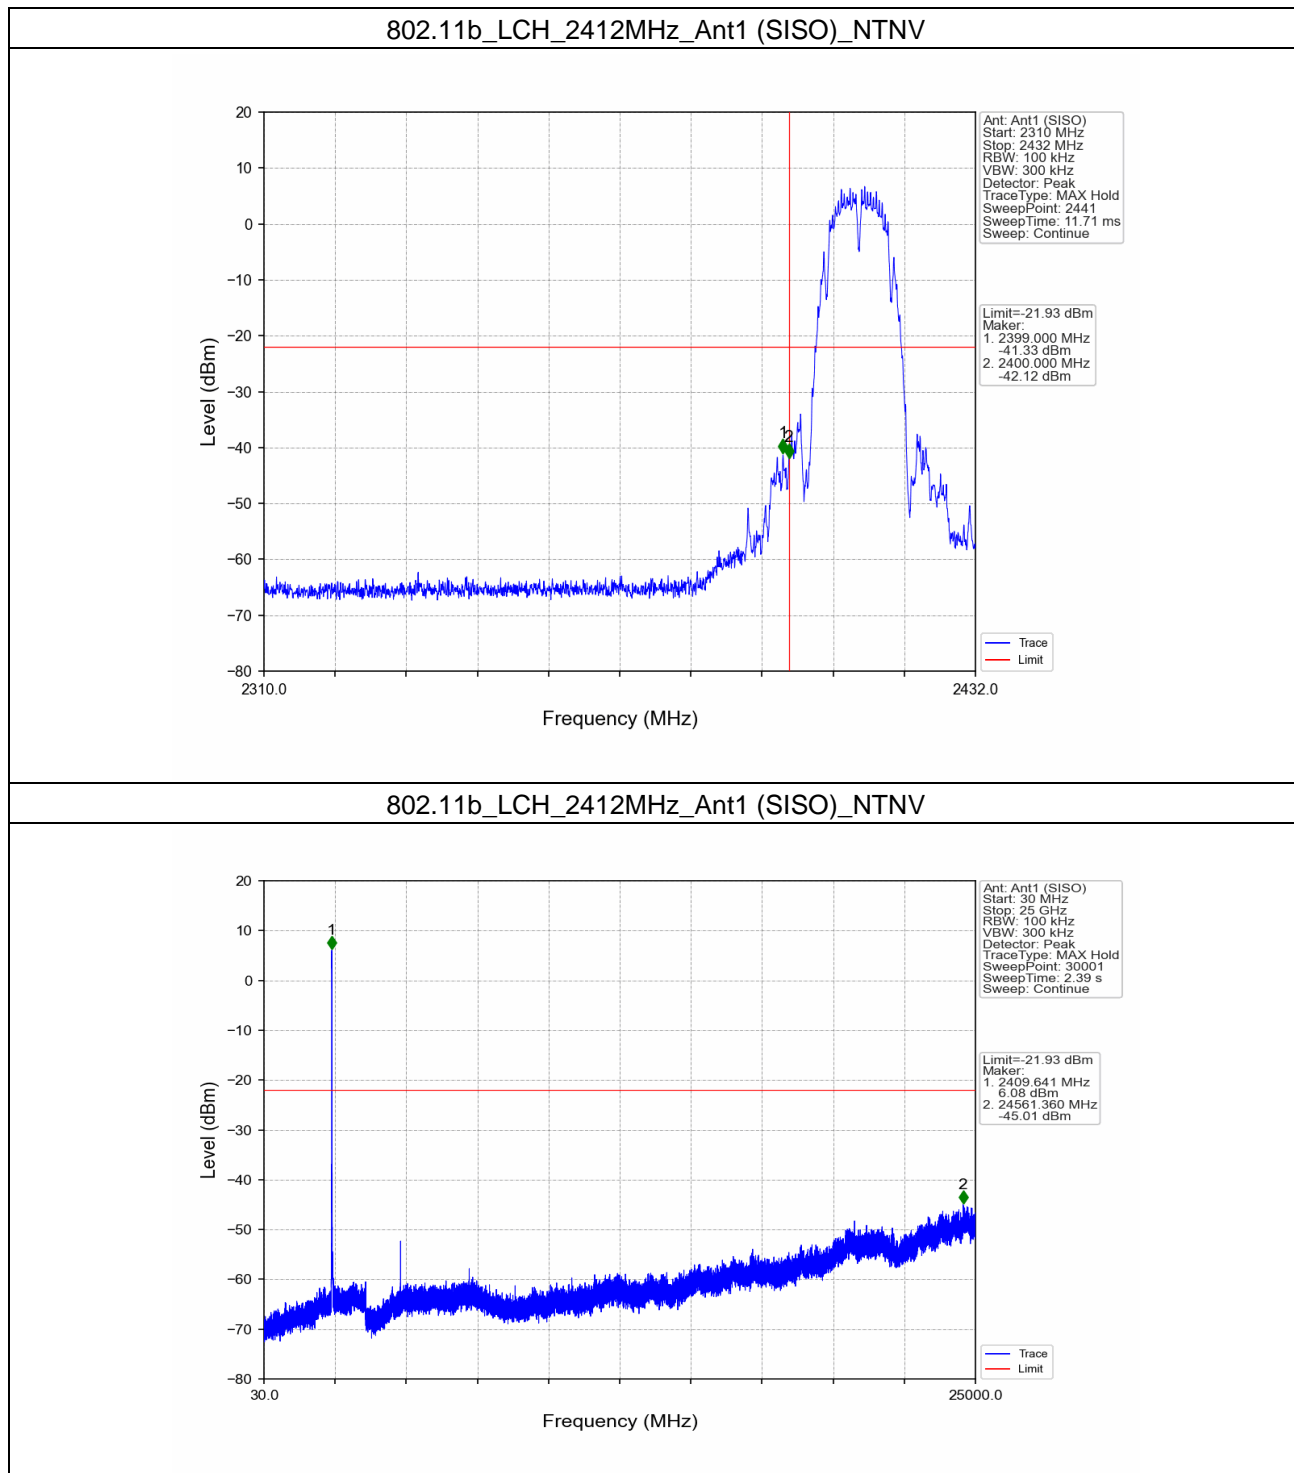 802.11b_LCH_2412MHz_Ant1 (SISO)_NTNV
20
10
0
−10
−20
−30
−40
−50
−60
−70
−80
Level (dBm)
2310.0
2432.0
Frequency (MHz)
1
2
Ant: Ant1 (SISO)
Start: 2310 MHz
Stop: 2432 MHz
RBW: 100 kHz
VBW: 300 kHz
Detector: Peak
TraceType: MAX Hold
SweepPoint: 2441
SweepTime: 11.71 ms
Sweep: Continue
Limit=-21.93 dBm
Maker:
1. 2399.000 MHz
-41.33 dBm
2. 2400.000 MHz
-42.12 dBm
Trace
Limit
802.11b_LCH_2412MHz_Ant1 (SISO)_NTNV
20
10
0
−10
−20
−30
−40
−50
−60
−70
−80
Level (dBm)
30.0
25000.0
Frequency (MHz)
1
2
Ant: Ant1 (SISO)
Start: 30 MHz
Stop: 25 GHz
RBW: 100 kHz
VBW: 300 kHz
Detector: Peak
TraceType: MAX Hold
SweepPoint: 30001
SweepTime: 2.39 s
Sweep: Continue
Limit=-21.93 dBm
Maker:
1. 2409.641 MHz
6.08 dBm
2. 24561.360 MHz
-45.01 dBm
Trace
Limit